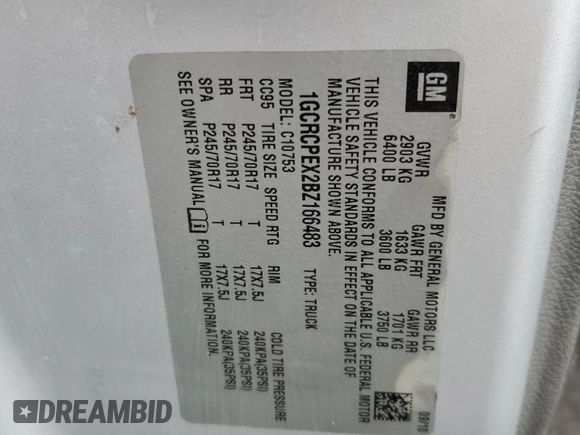 GM
MFD BY GENERAL MOTORS LLC
09/10
GVWR GAWR FRT GAWR RR
2903 KG 1633 KG 1701 KG
6400 LB 3600 LB 3750 LB
THIS VEHICLE CONFORMS TO ALL APPLICABLE U.S. FEDERAL MOTOR
VEHICLE SAFETY STANDARDS IN EFFECT ON THE DATE OF
MANUFACTURE SHOWN ABOVE.
1GCRCPEX2BZ166483 TYPE: TRUCK
MODEL: C10753
CC95 TIRE SIZE SPEED RTG RIM COLD TIRE PRESSURE
FRT P245/70R17 T 17X7.5J 240KPA(35PSI)
RR P245/70R17 T 17X7.5J 240KPA(35PSI)
SPA P245/70R17 T 17X7.5J 240KPA(35PSI)
SEE OWNER'S MANUAL FOR MORE INFORMATION.
DREAMBID